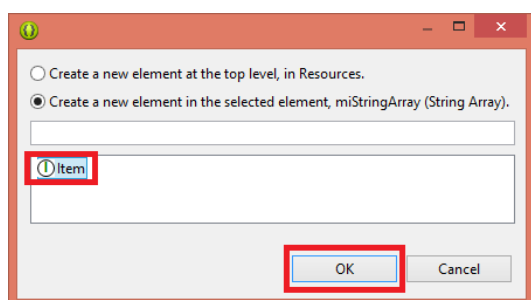 Create a new element at the top level, in Resources.
Create a new element in the selected element, miStringArray (String Array).
Item
OK
Cancel